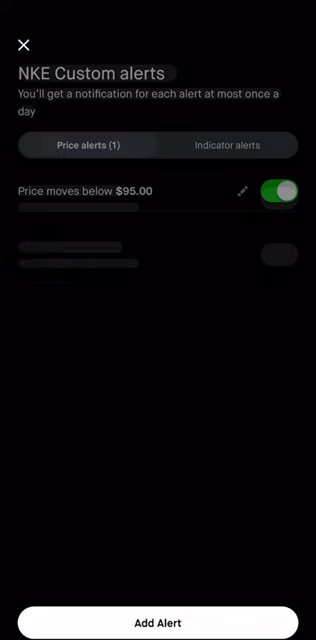 NKE Custom alerts
You'll get a notification for each alert at most once a
day
Price alerts (1)
Indicator alerts
Price moves below $95.00
Add Alert